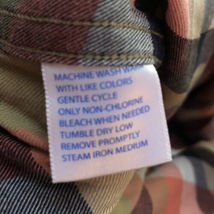 MACHINE WASH WARM
WITH LIKE COLORS
GENTLE CYCLE
ONLY NON-CHLORINE
BLEACH WHEN NEEDED
TUMBLE DRY LOW
REMOVE PROMPTLY
STEAM IRON MEDIUM